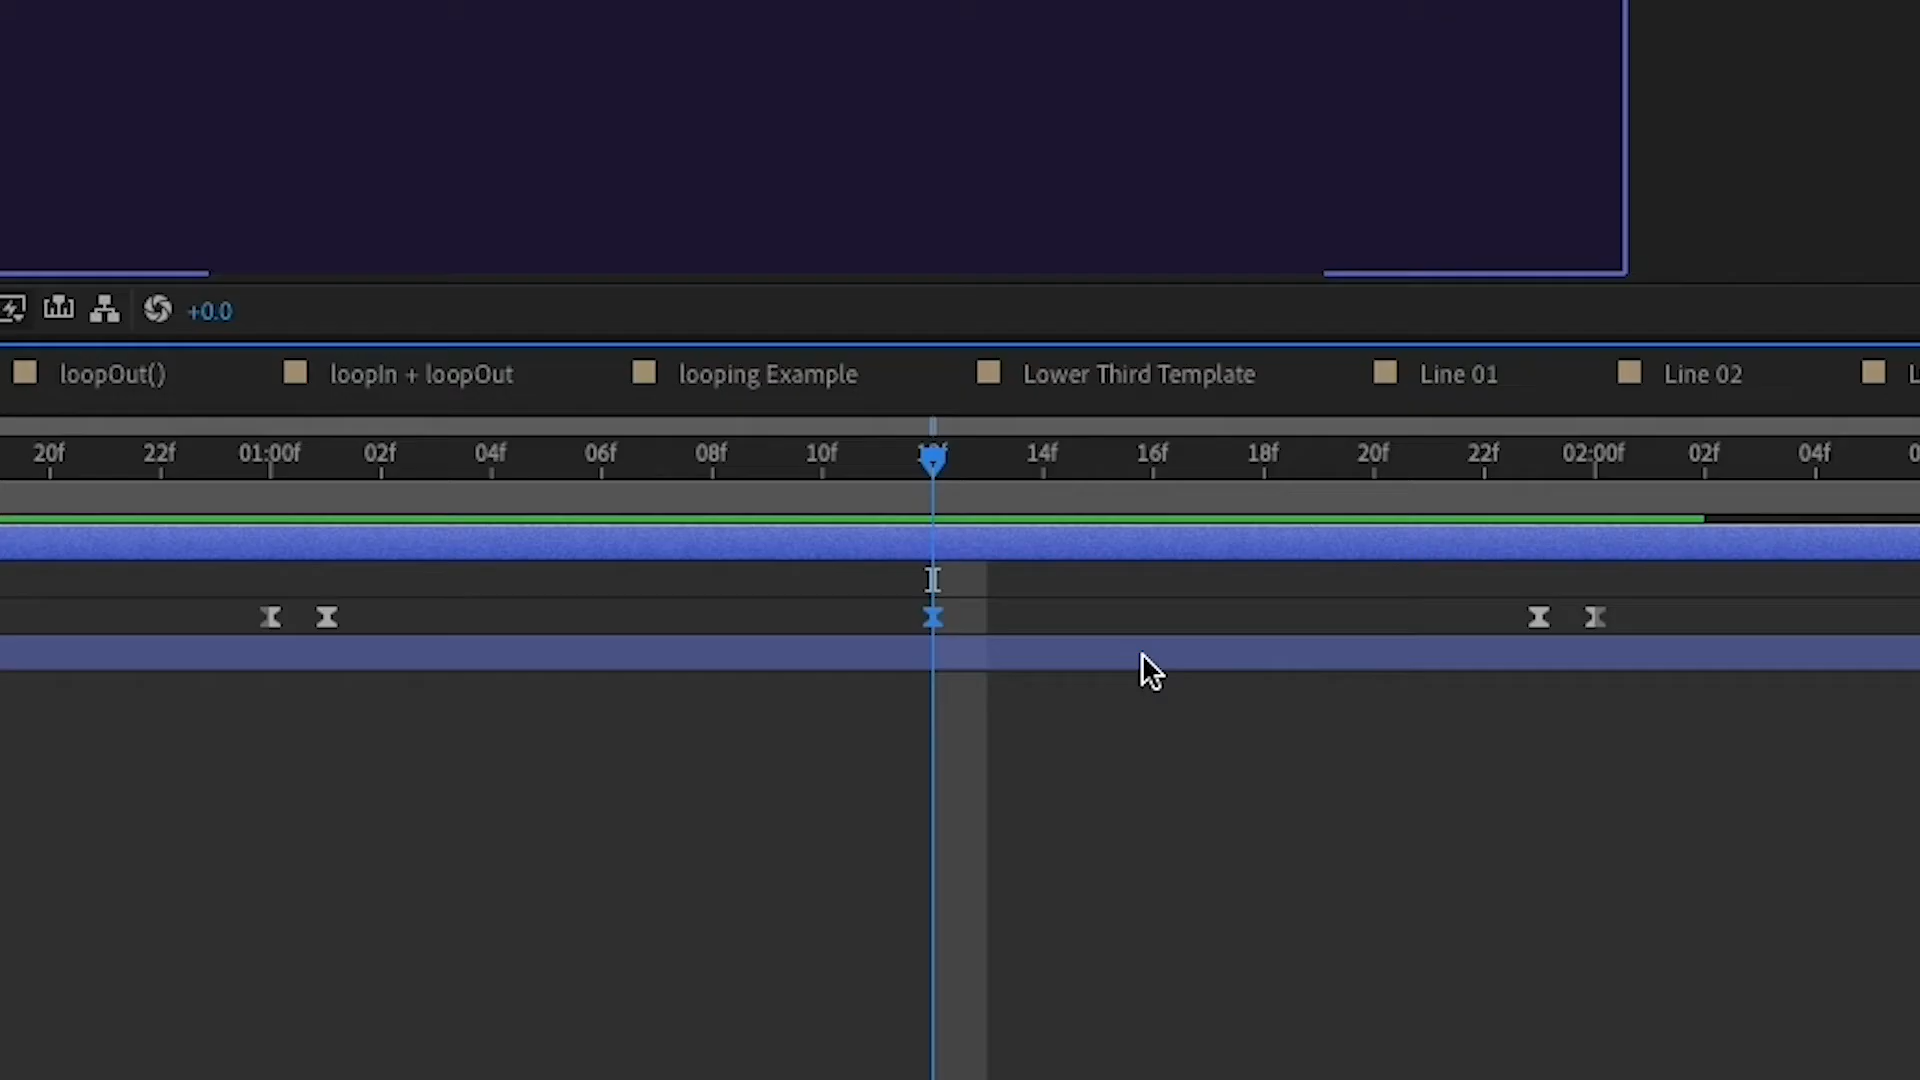 +0.0
loopOut() loopIn + loopOut looping Example Lower Third Template Line 01 Line 02
20f 22f 01:00f 02f 04f 06f 08f 10f 14f 16f 18f 20f 22f 02:00f 02f 04f